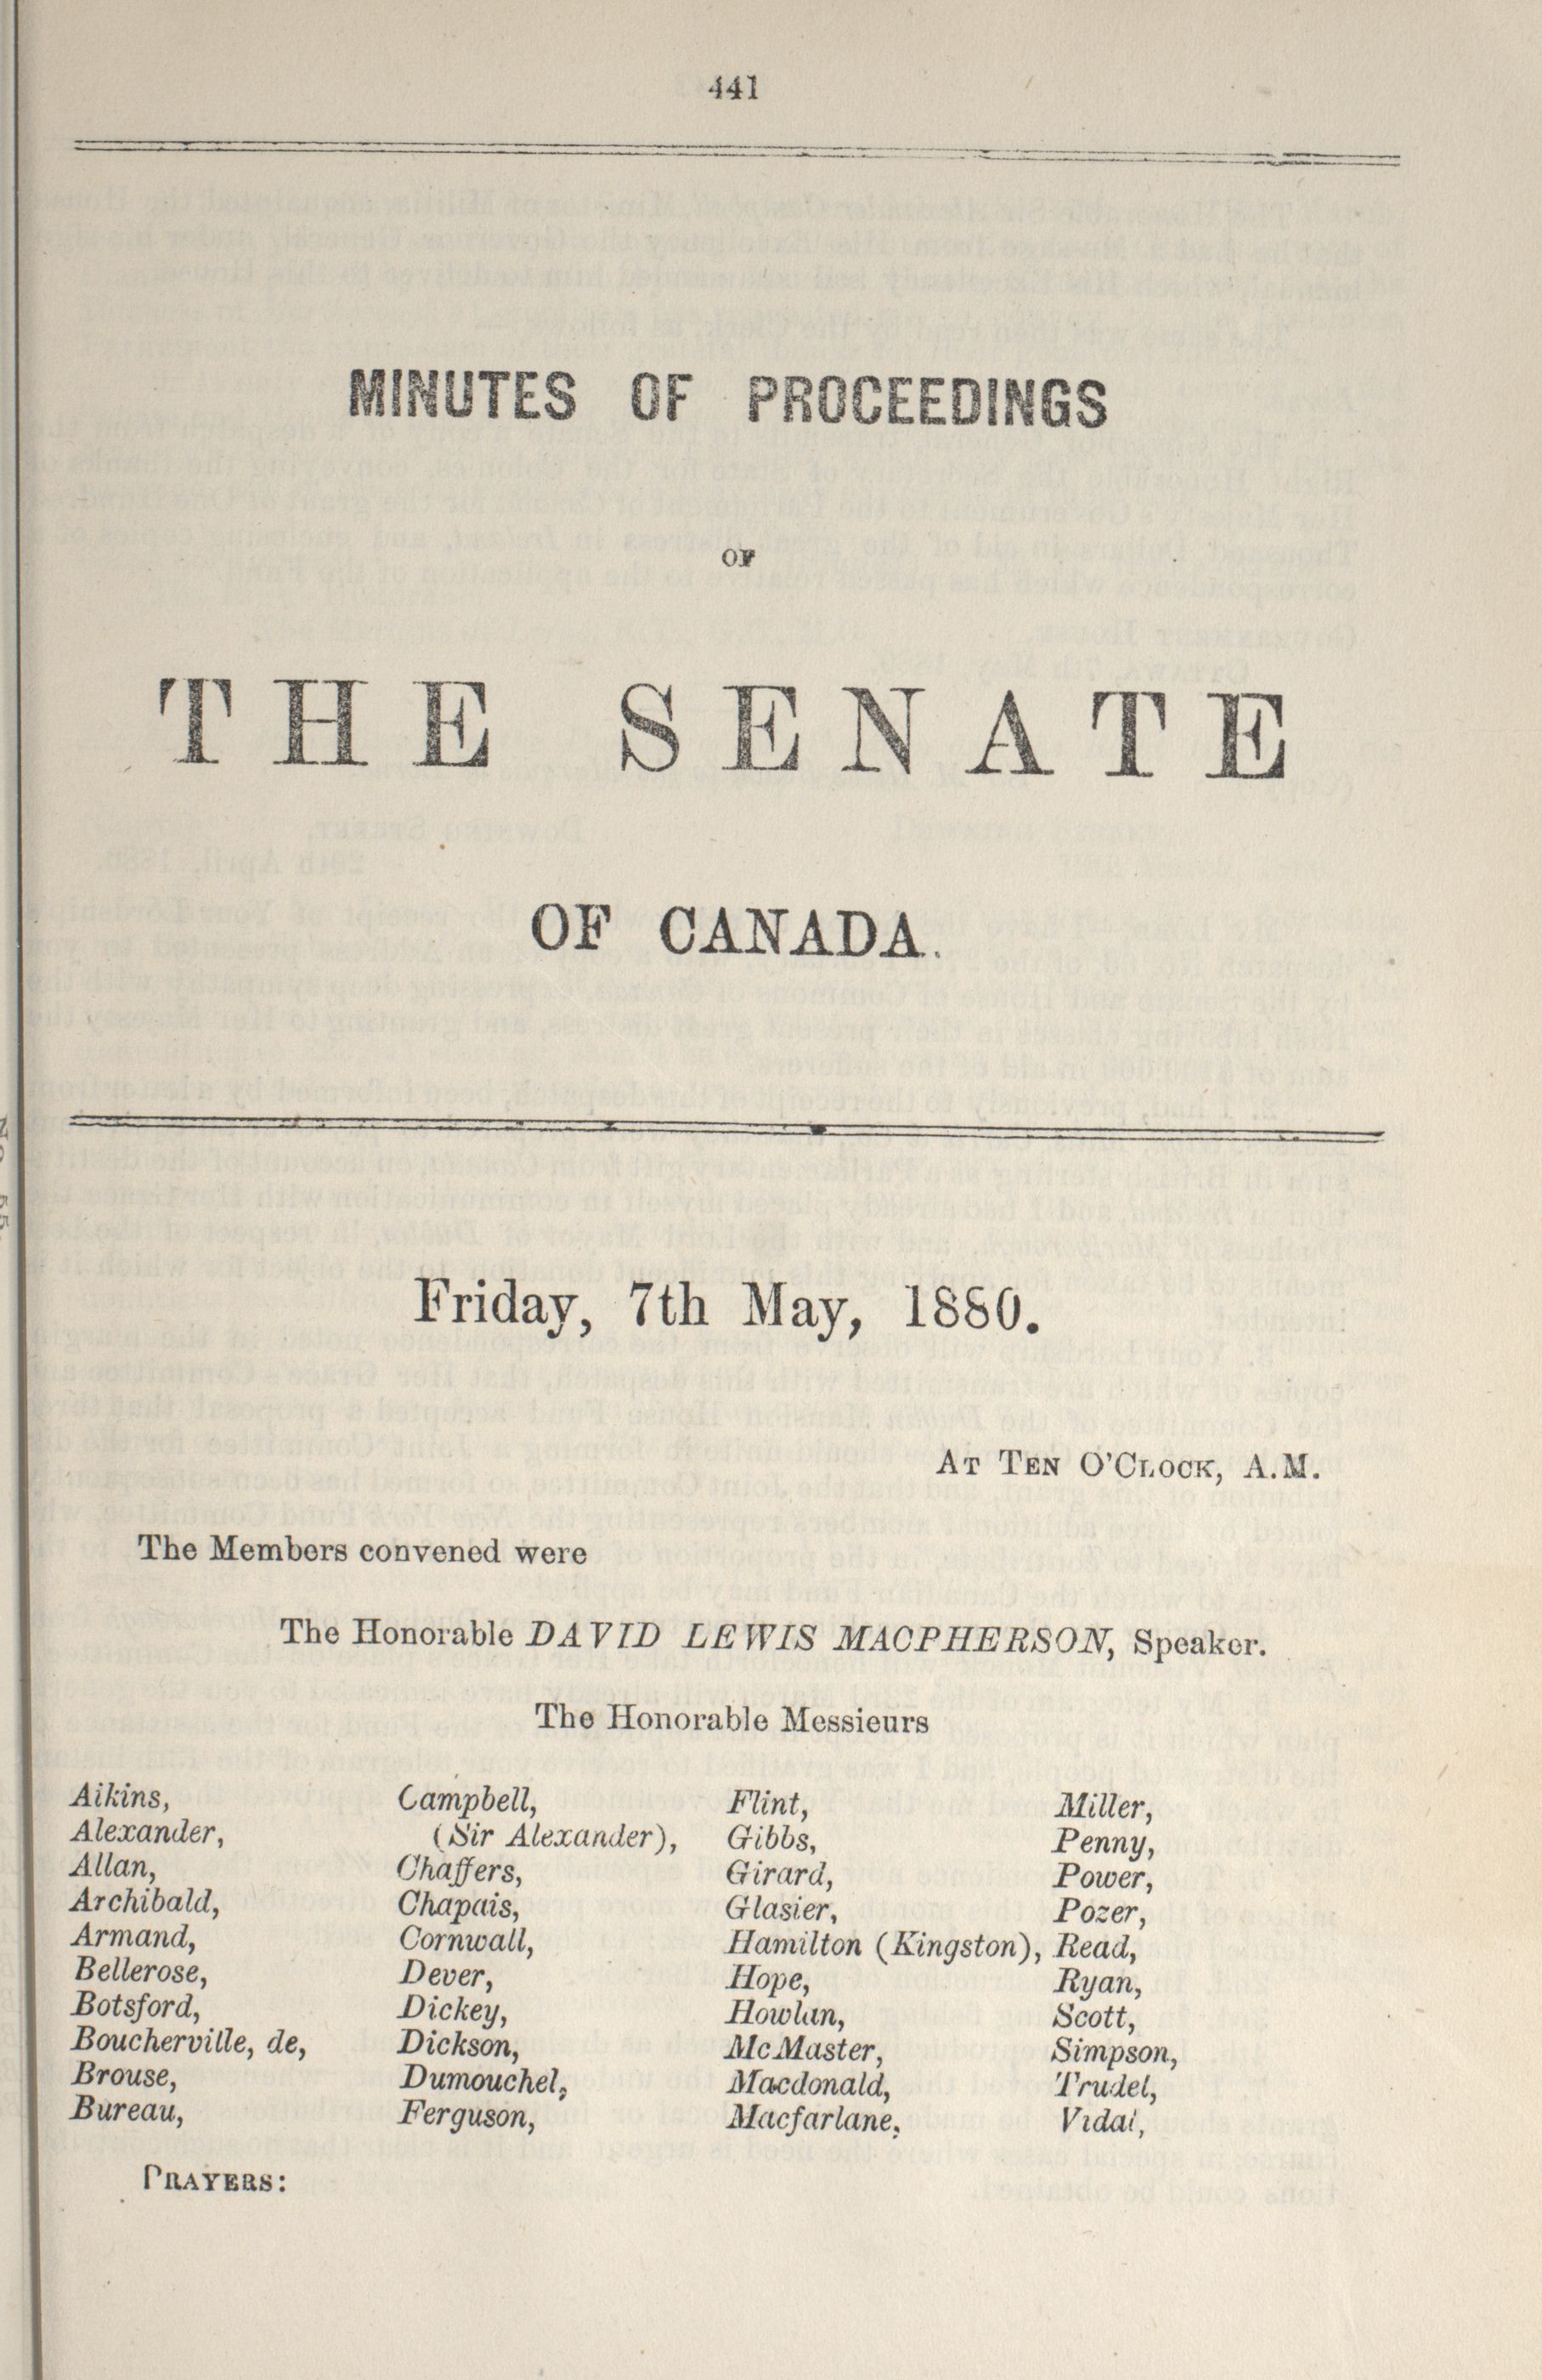 441
MINUTES OF PROCEEDINGS
OF
THE SENATE
OF CANADA.
Friday, 7th May, 1880.
AT TEN O'CLOCK, A.M.
The Members convened were
The Honorable DAVID LEWIS MACPHERSON, Speaker.
The Honorable Messieurs
Aikins,
Alexander,
Allan,
Archibald,
Armand,
Bellerose,
Botsford,
Boucherville, de,
Brouse,
Bureau,
Campbell,
(Sir Alexander),
Chaffers,
Chapais,
Cornwall,
Dever,
Dickey,
Dickson,
Dumouchel,
Ferguson,
Flint,
Gibbs,
Girard,
Glasier,
Hamilton (Kingston),
Hope,
Howlan,
McMaster,
Macdonald,
Macfarlane,
Miller,
Penny,
Power,
Pozer,
Read,
Ryan,
Scott,
Simpson,
Trudel,
Vidal,
PRAYERS: